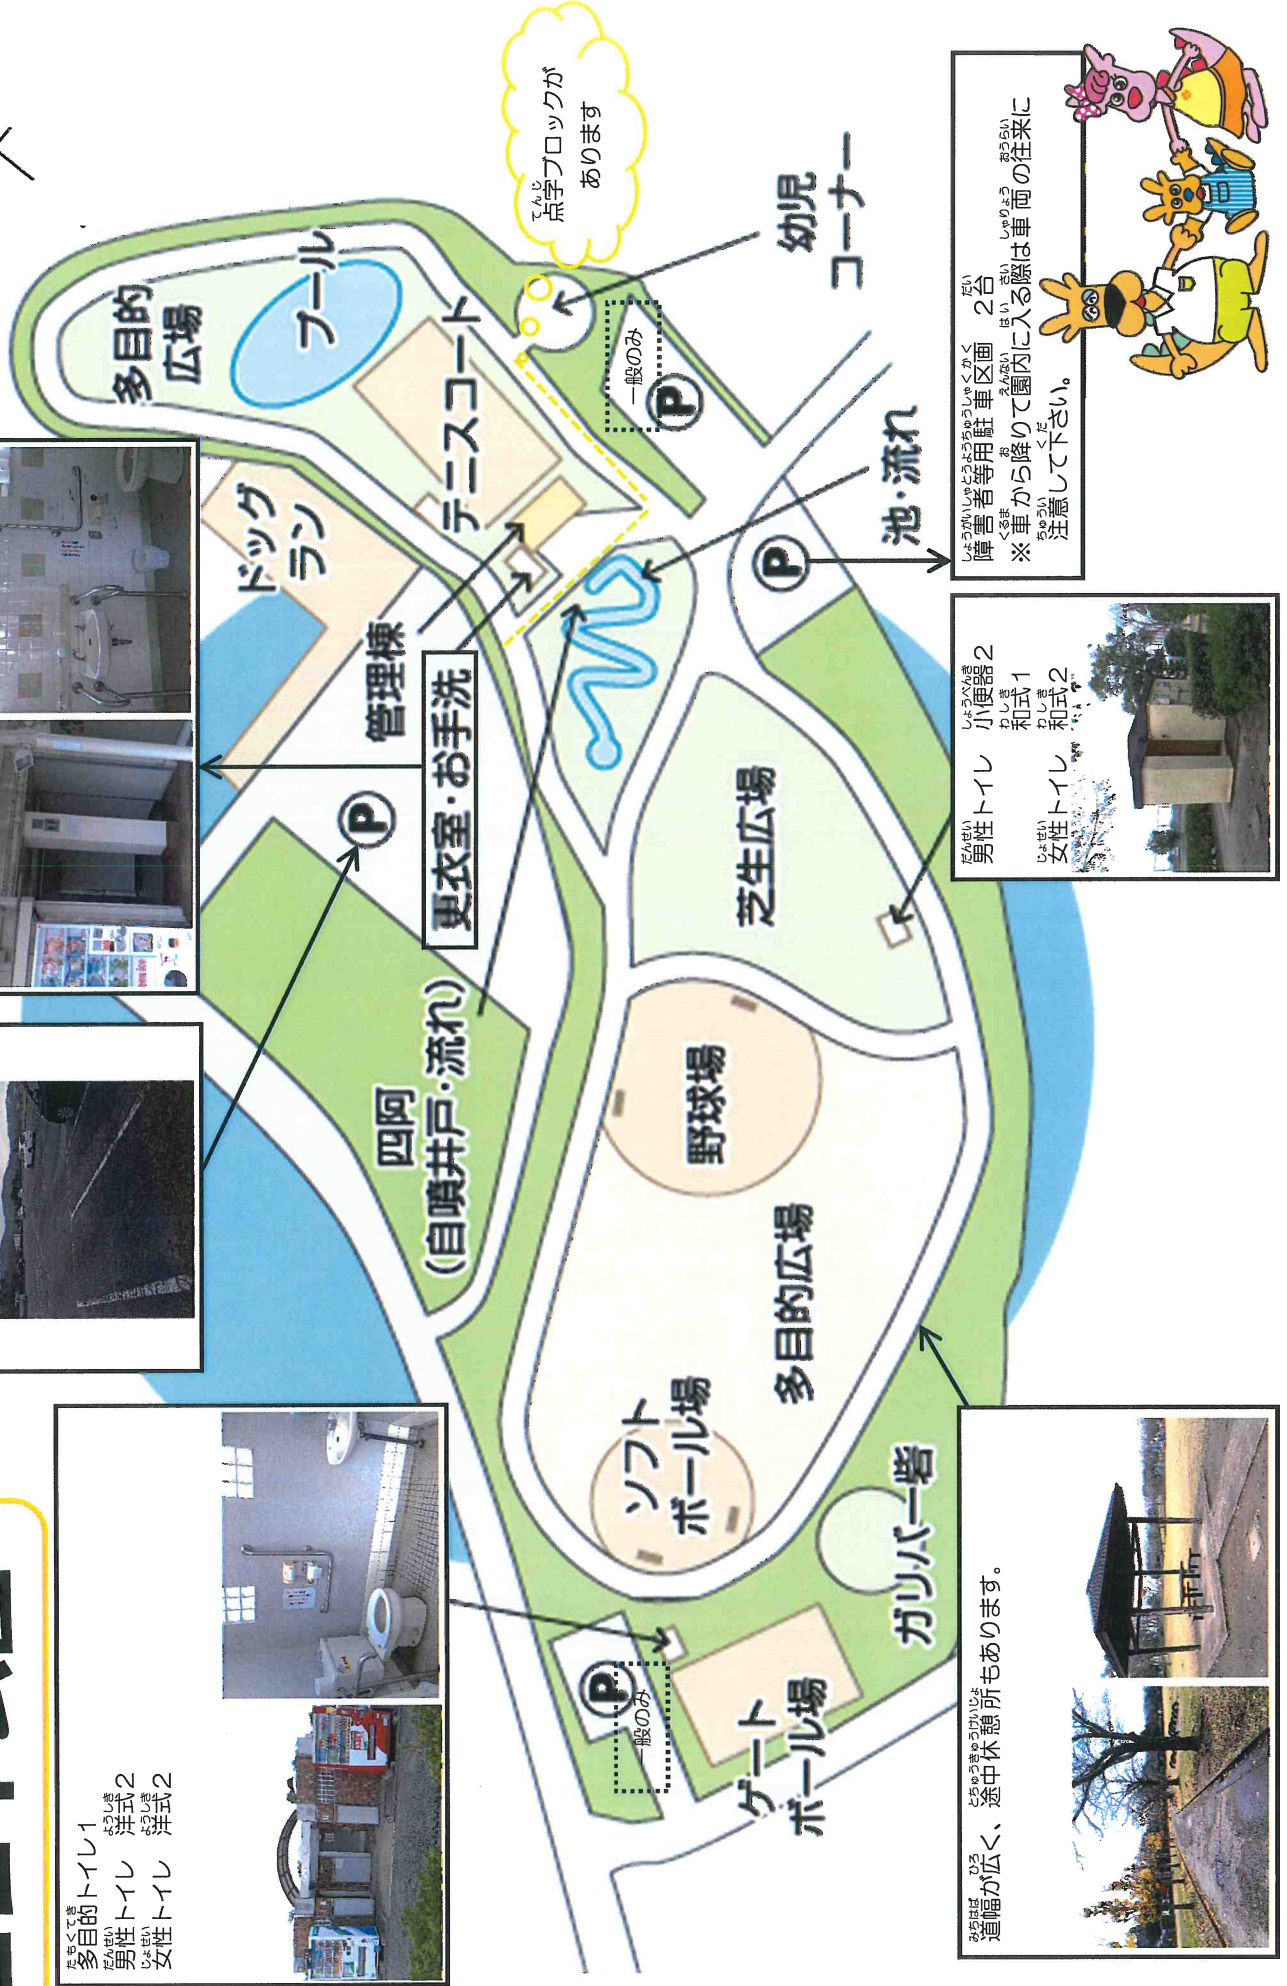 多目的トイレ1
男性トイレ 洋式2
女性トイレ 洋式2
多目的
広場
プール
ドッグ
ラン
テニスコート
管理棟
更衣室・お手洗
点字ブロックが
あります
幼児
コーナー
一般のみ
P
池・流れ
P
P
四阿
(自噴井戸・流れ)
芝生広場
野球場
多目的広場
ソフト
ボール場
ガリバー砦
P
一般のみ
ゲート
ボール場
障害者等用駐車区画 2台
※車から降りて園内に入る際は車両の往来に
注意して下さい。
男性トイレ 小便器2
和式1
女性トイレ 和式2
道幅が広く、途中休憩所もあります。